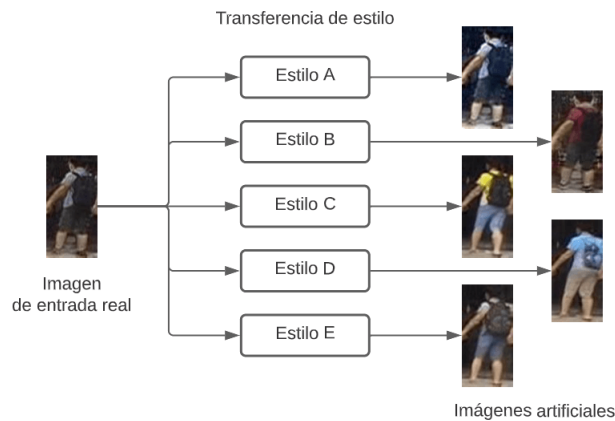 Transferencia de estilo
Estilo A
Estilo B
Estilo C
Estilo D
Estilo E
Imagen
de entrada real
Imágenes artificiales